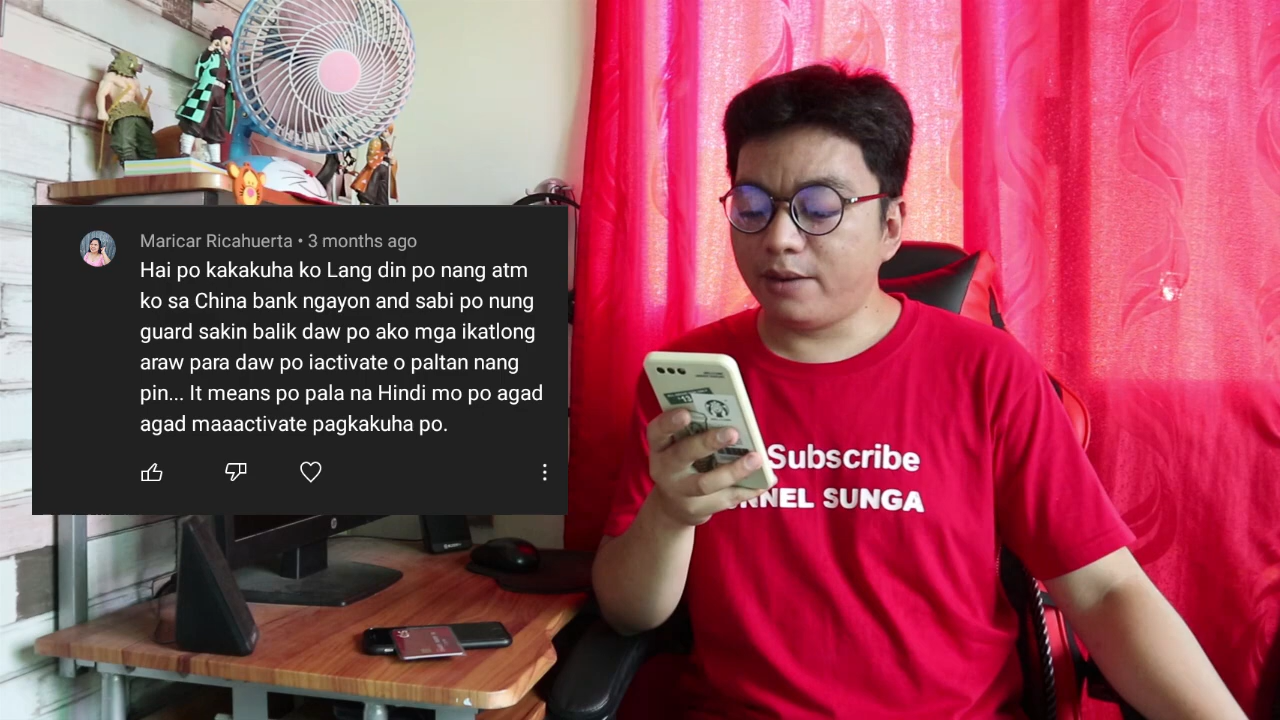 Maricar Ricahuerta • 3 months ago
Hai po kakakuha ko Lang din po nang atm
ko sa China bank ngayon and sabi po nung
guard sakin balik daw po ako mga ikatlong
araw para daw po iactivate o paltan nang
pin... It means po pala na Hindi mo po agad
agad maaactivate pagkakuha po.
Subscribe
SUNGA